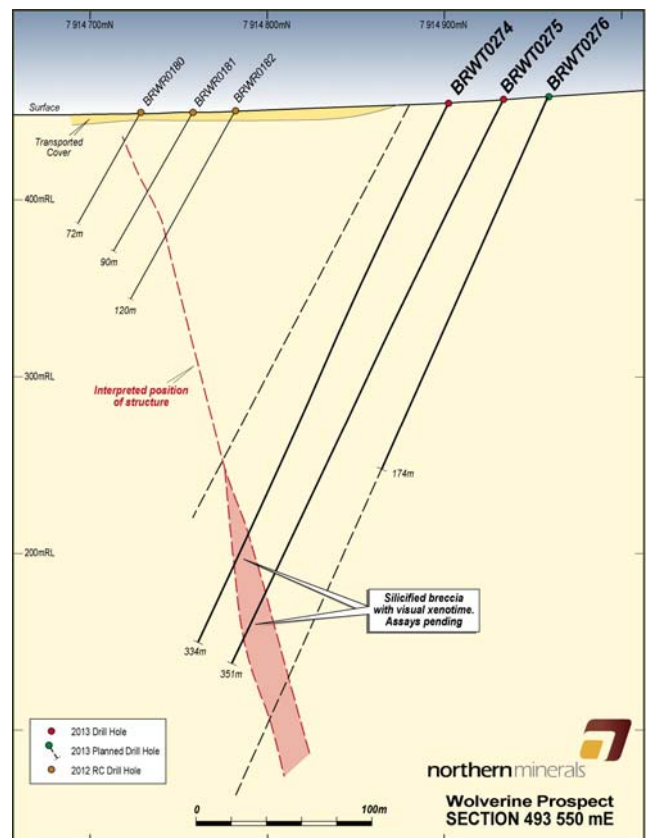 7 914 700mN
7 914 800mN
7 914 900mN
BRWR0180
BRWR0181
BRWR0182
BRWT0274
BRWT0275
BRWT0276
Surface
Transported
Cover
400mRL
72m
90m
120m
300mRL
Interpreted position
of structure
174m
200mRL
Silicified breccia
with visual xenotime.
Assays pending
334m
351m
2013 Drill Hole
2013 Planned Drill Hole
2012 RC Drill Hole
northernminerals
Wolverine Prospect
SECTION 493 550 mE
0
100m